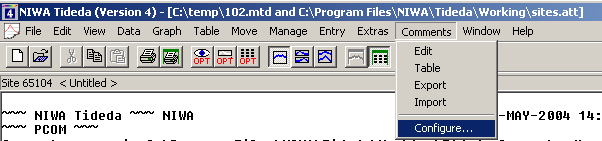 NIWA Tideda (Version 4) - [C:\temp\102.mtd and C:\Program Files\NIWA\Tideda\Working\sites.att]
File Edit View Data Graph Table Move Manage Entry Extras Comments Window Help
OPT OPT OPT
Edit
Site 65104 < Untitled >
Table
Export
~~~ NIWA Tideda ~~~ NIWA Import -MAY-2004 14:
~~~ PCOM ~~~ Configure...